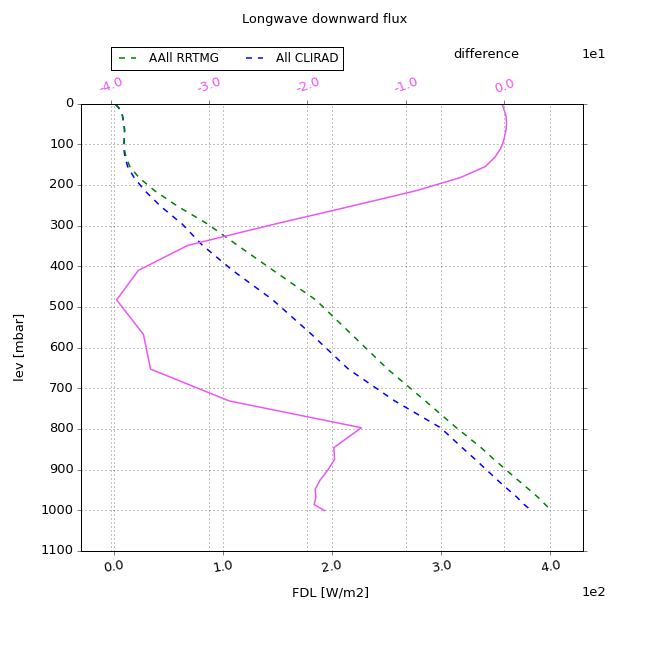 Longwave downward flux
AAll RRTMG All CLIRAD
difference 1e1
-4.0 -3.0 -2.0 -1.0 0.0
0
100
200
300
400
500
600
700
800
900
1000
1100
lev [mbar]
0.0 1.0 2.0 3.0 4.0
FDL [W/m2] 1e2